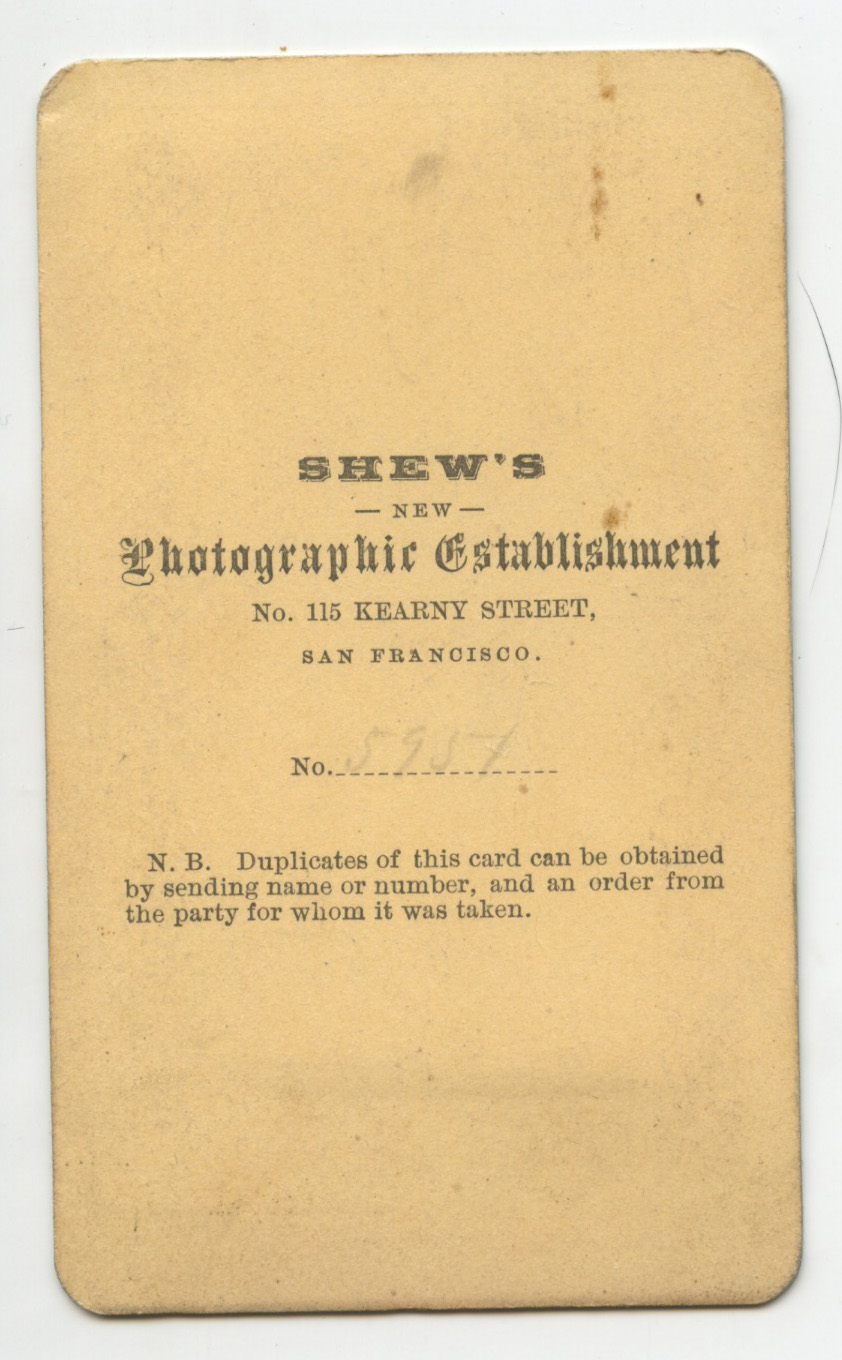 SHEW'S
— NEW —
Photographic Establishment
No. 115 KEARNY STREET,
SAN FRANCISCO.
No. 5951
N. B. Duplicates of this card can be obtained
by sending name or number, and an order from
the party for whom it was taken.